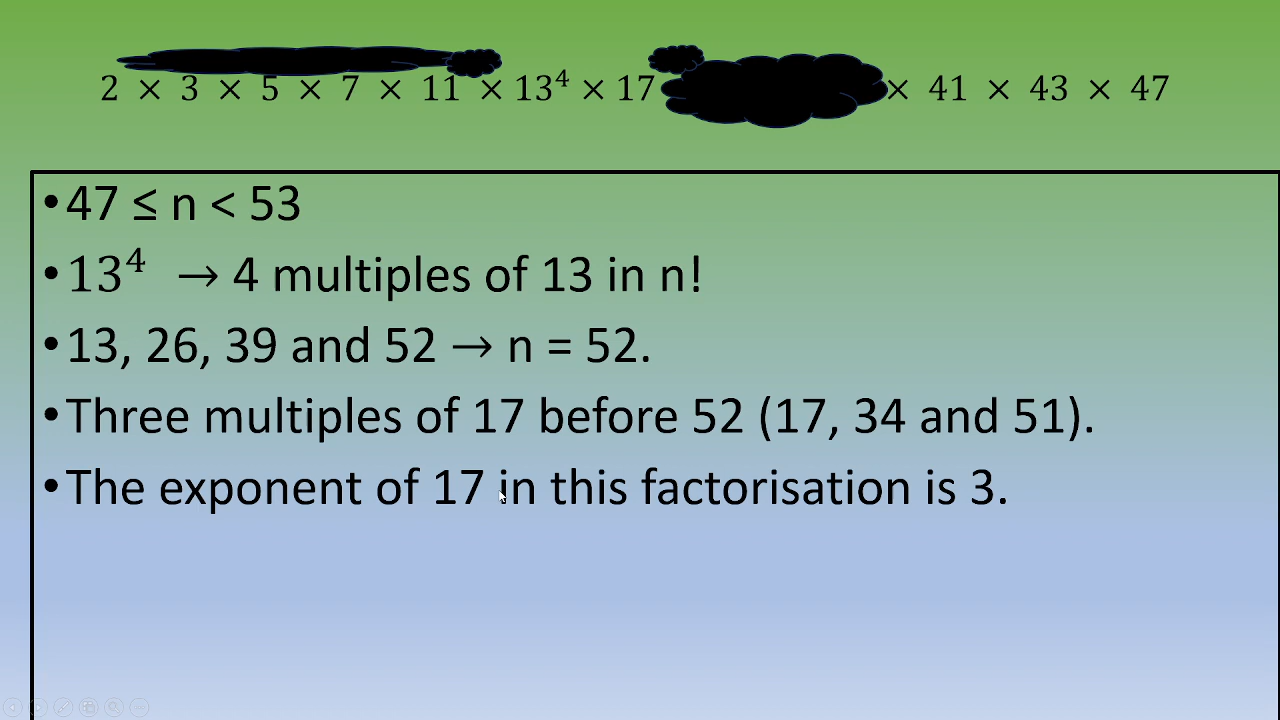 2 × 3 × 5 × 7 × 11 × 13⁴ × 17 × 41 × 43 × 47
•47 ≤ n < 53
•13⁴ → 4 multiples of 13 in n!
•13, 26, 39 and 52 → n = 52.
•Three multiples of 17 before 52 (17, 34 and 51).
•The exponent of 17 in this factorisation is 3.